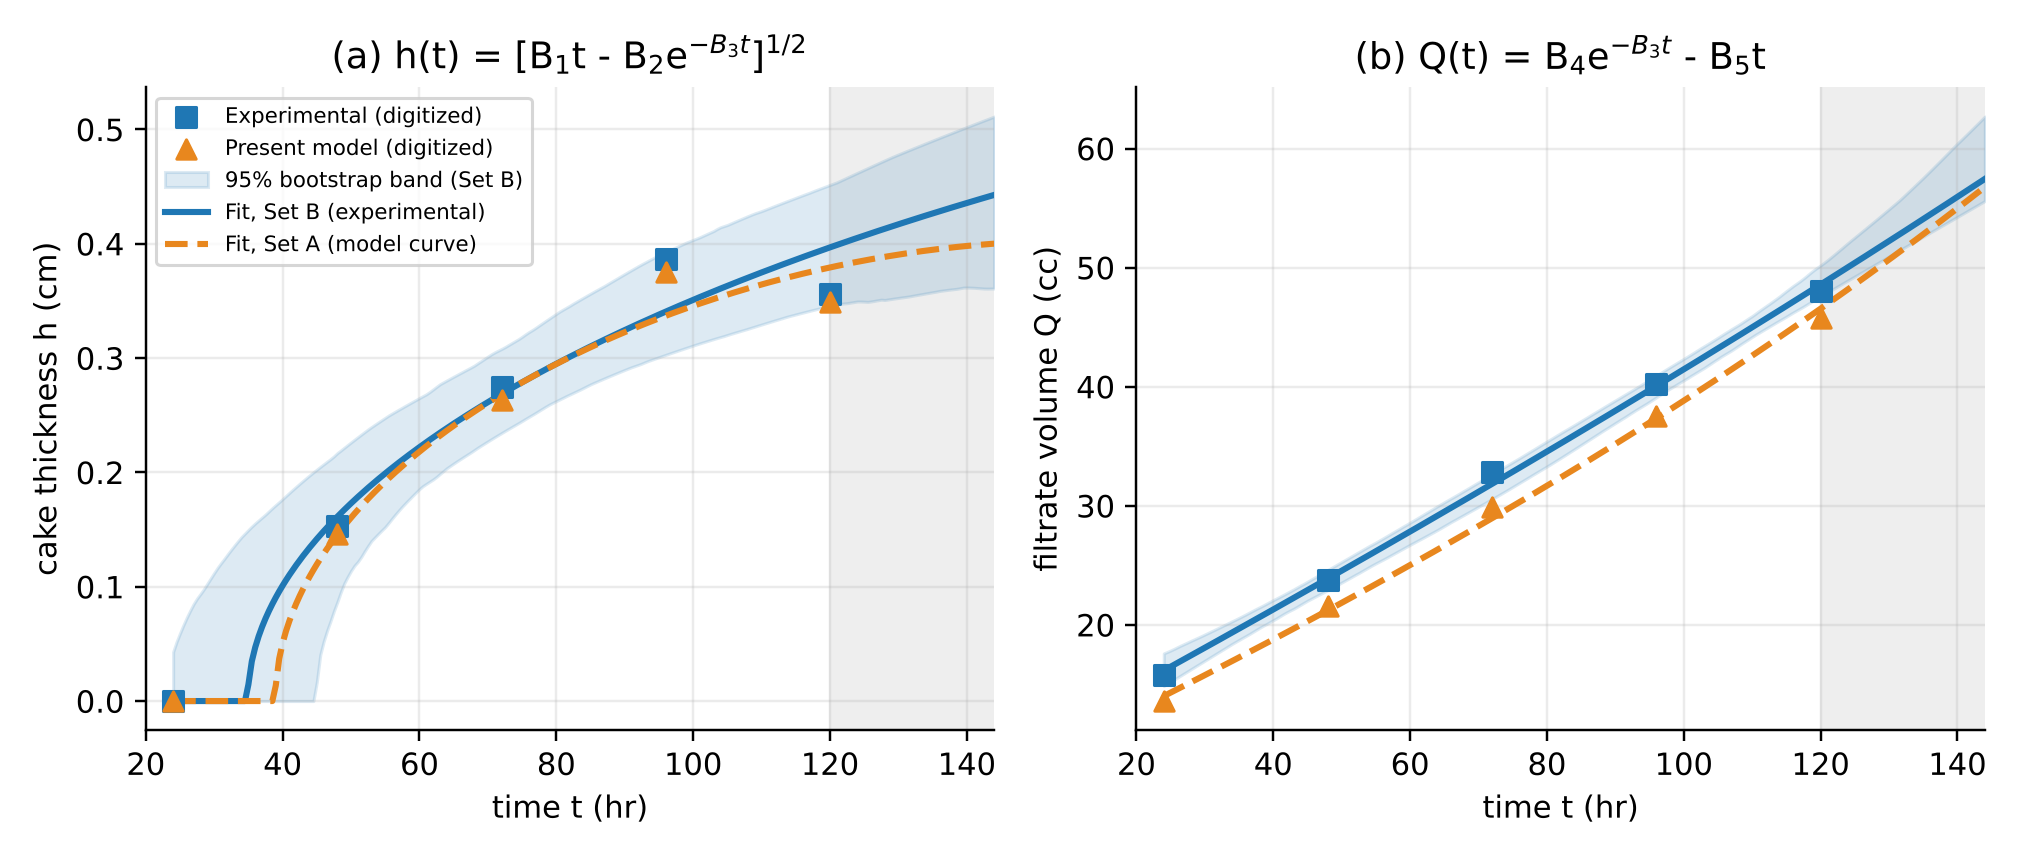 (a) h(t) = [B₁t - B₂e^{-B₃t}]^{1/2}
0.5
0.4
0.3
0.2
0.1
0.0
cake thickness h (cm)
Experimental (digitized)
Present model (digitized)
95% bootstrap band (Set B)
Fit, Set B (experimental)
Fit, Set A (model curve)
20 40 60 80 100 120 140
time t (hr)
(b) Q(t) = B₄e^{-B₃t} - B₅t
60
50
40
30
20
filtrate volume Q (cc)
20 40 60 80 100 120 140
time t (hr)